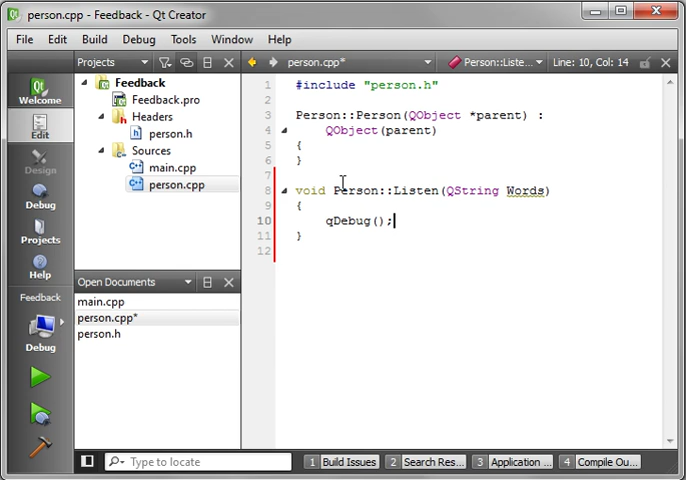 person.cpp - Feedback - Qt Creator
File Edit Build Debug Tools Window Help
Projects person.cpp* Person::Liste... Line: 10, Col: 14
Qt
Welcome
Edit
Design
Debug
Projects
Help
Feedback
Debug
Feedback
Feedback.pro
Headers
person.h
Sources
main.cpp
person.cpp
Open Documents
main.cpp
person.cpp*
person.h
1 #include "person.h"
2
3 Person::Person(QObject *parent) :
4 QObject(parent)
5 {
6 }
7
8 void Person::Listen(QString Words)
9 {
10 qDebug();
11 }
12
Type to locate 1 Build Issues 2 Search Res... 3 Application ... 4 Compile Ou...